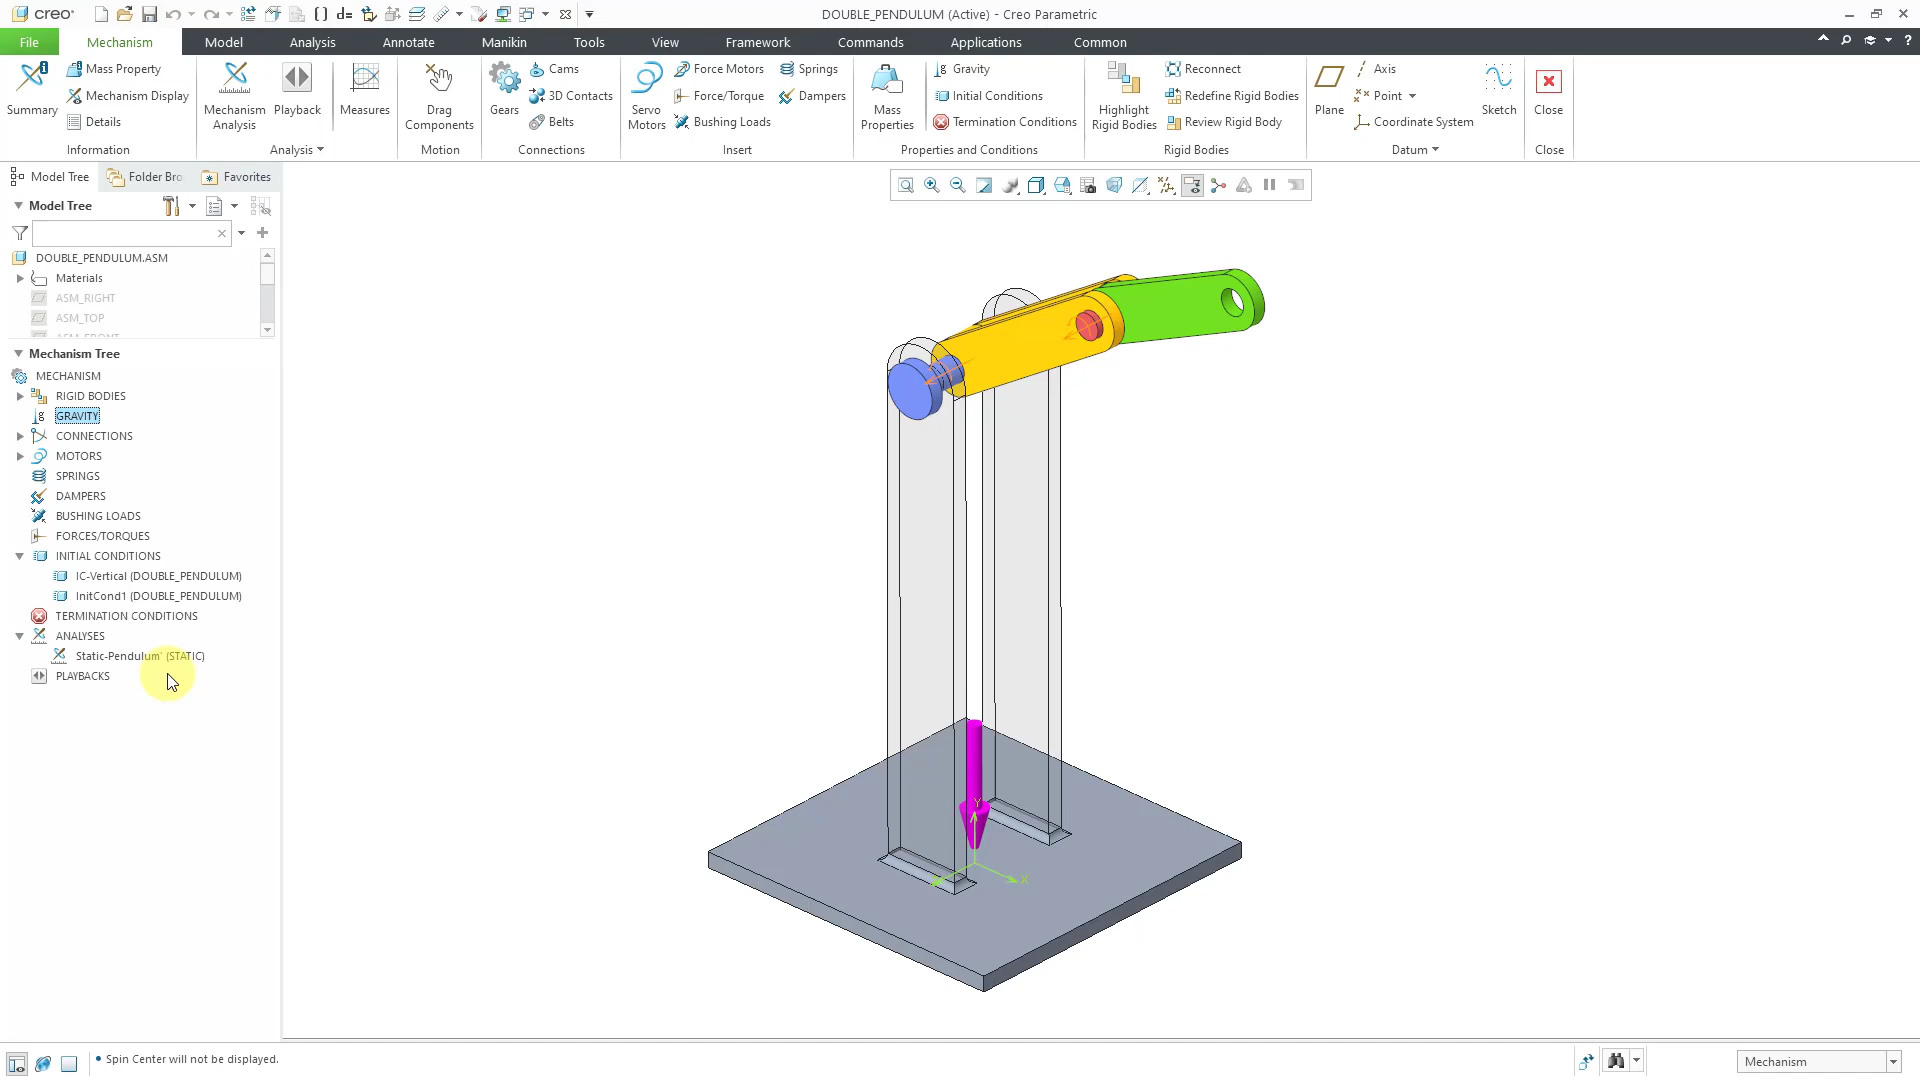 creo
DOUBLE_PENDULUM (Active) - Creo Parametric
File
Mechanism
Model
Analysis
Annotate
Manikin
Tools
View
Framework
Commands
Applications
Common
Summary
Mass Property
Mechanism Display
Details
Information
Mechanism
Analysis
Playback
Measures
Analysis
Drag
Components
Motion
Gears
Cams
3D Contacts
Belts
Connections
Servo
Motors
Force Motors
Force/Torque
Bushing Loads
Springs
Dampers
Insert
Mass
Properties
Gravity
Initial Conditions
Termination Conditions
Properties and Conditions
Highlight
Rigid Bodies
Reconnect
Redefine Rigid Bodies
Review Rigid Body
Rigid Bodies
Plane
Axis
Point
Coordinate System
Sketch
Datum
Close
Close
Model Tree
Folder Bro
Favorites
Model Tree
DOUBLE_PENDULUM.ASM
Materials
ASM_RIGHT
ASM_TOP
ASM_FRONT
Mechanism Tree
MECHANISM
RIGID BODIES
GRAVITY
CONNECTIONS
MOTORS
SPRINGS
DAMPERS
BUSHING LOADS
FORCES/TORQUES
INITIAL CONDITIONS
IC-Vertical (DOUBLE_PENDULUM)
InitCond1 (DOUBLE_PENDULUM)
TERMINATION CONDITIONS
ANALYSES
Static-Pendulum` (STATIC)
PLAYBACKS
Y
X
Spin Center will not be displayed.
Mechanism